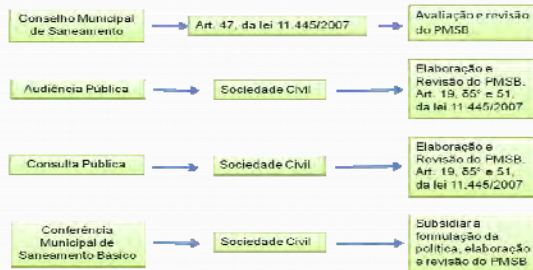 Conselho Municipal
de Saneamento
Art. 47, da lei 11.445/2007
Avaliação e revisão
do PMSB
Audiência Pública
Sociedade Civil
Elaboração e
Revisão do PMSB.
Art. 19, §5° e 51,
da lei 11.445/2007
Consulta Pública
Sociedade Civil
Elaboração e
Revisão do PMSB.
Art. 19, §5° e 51,
da lei 11.445/2007
Conferência
Municipal de
Saneamento Básico
Sociedade Civil
Subsidiar a
formulação da
política, elaboração
e revisão do PMSB